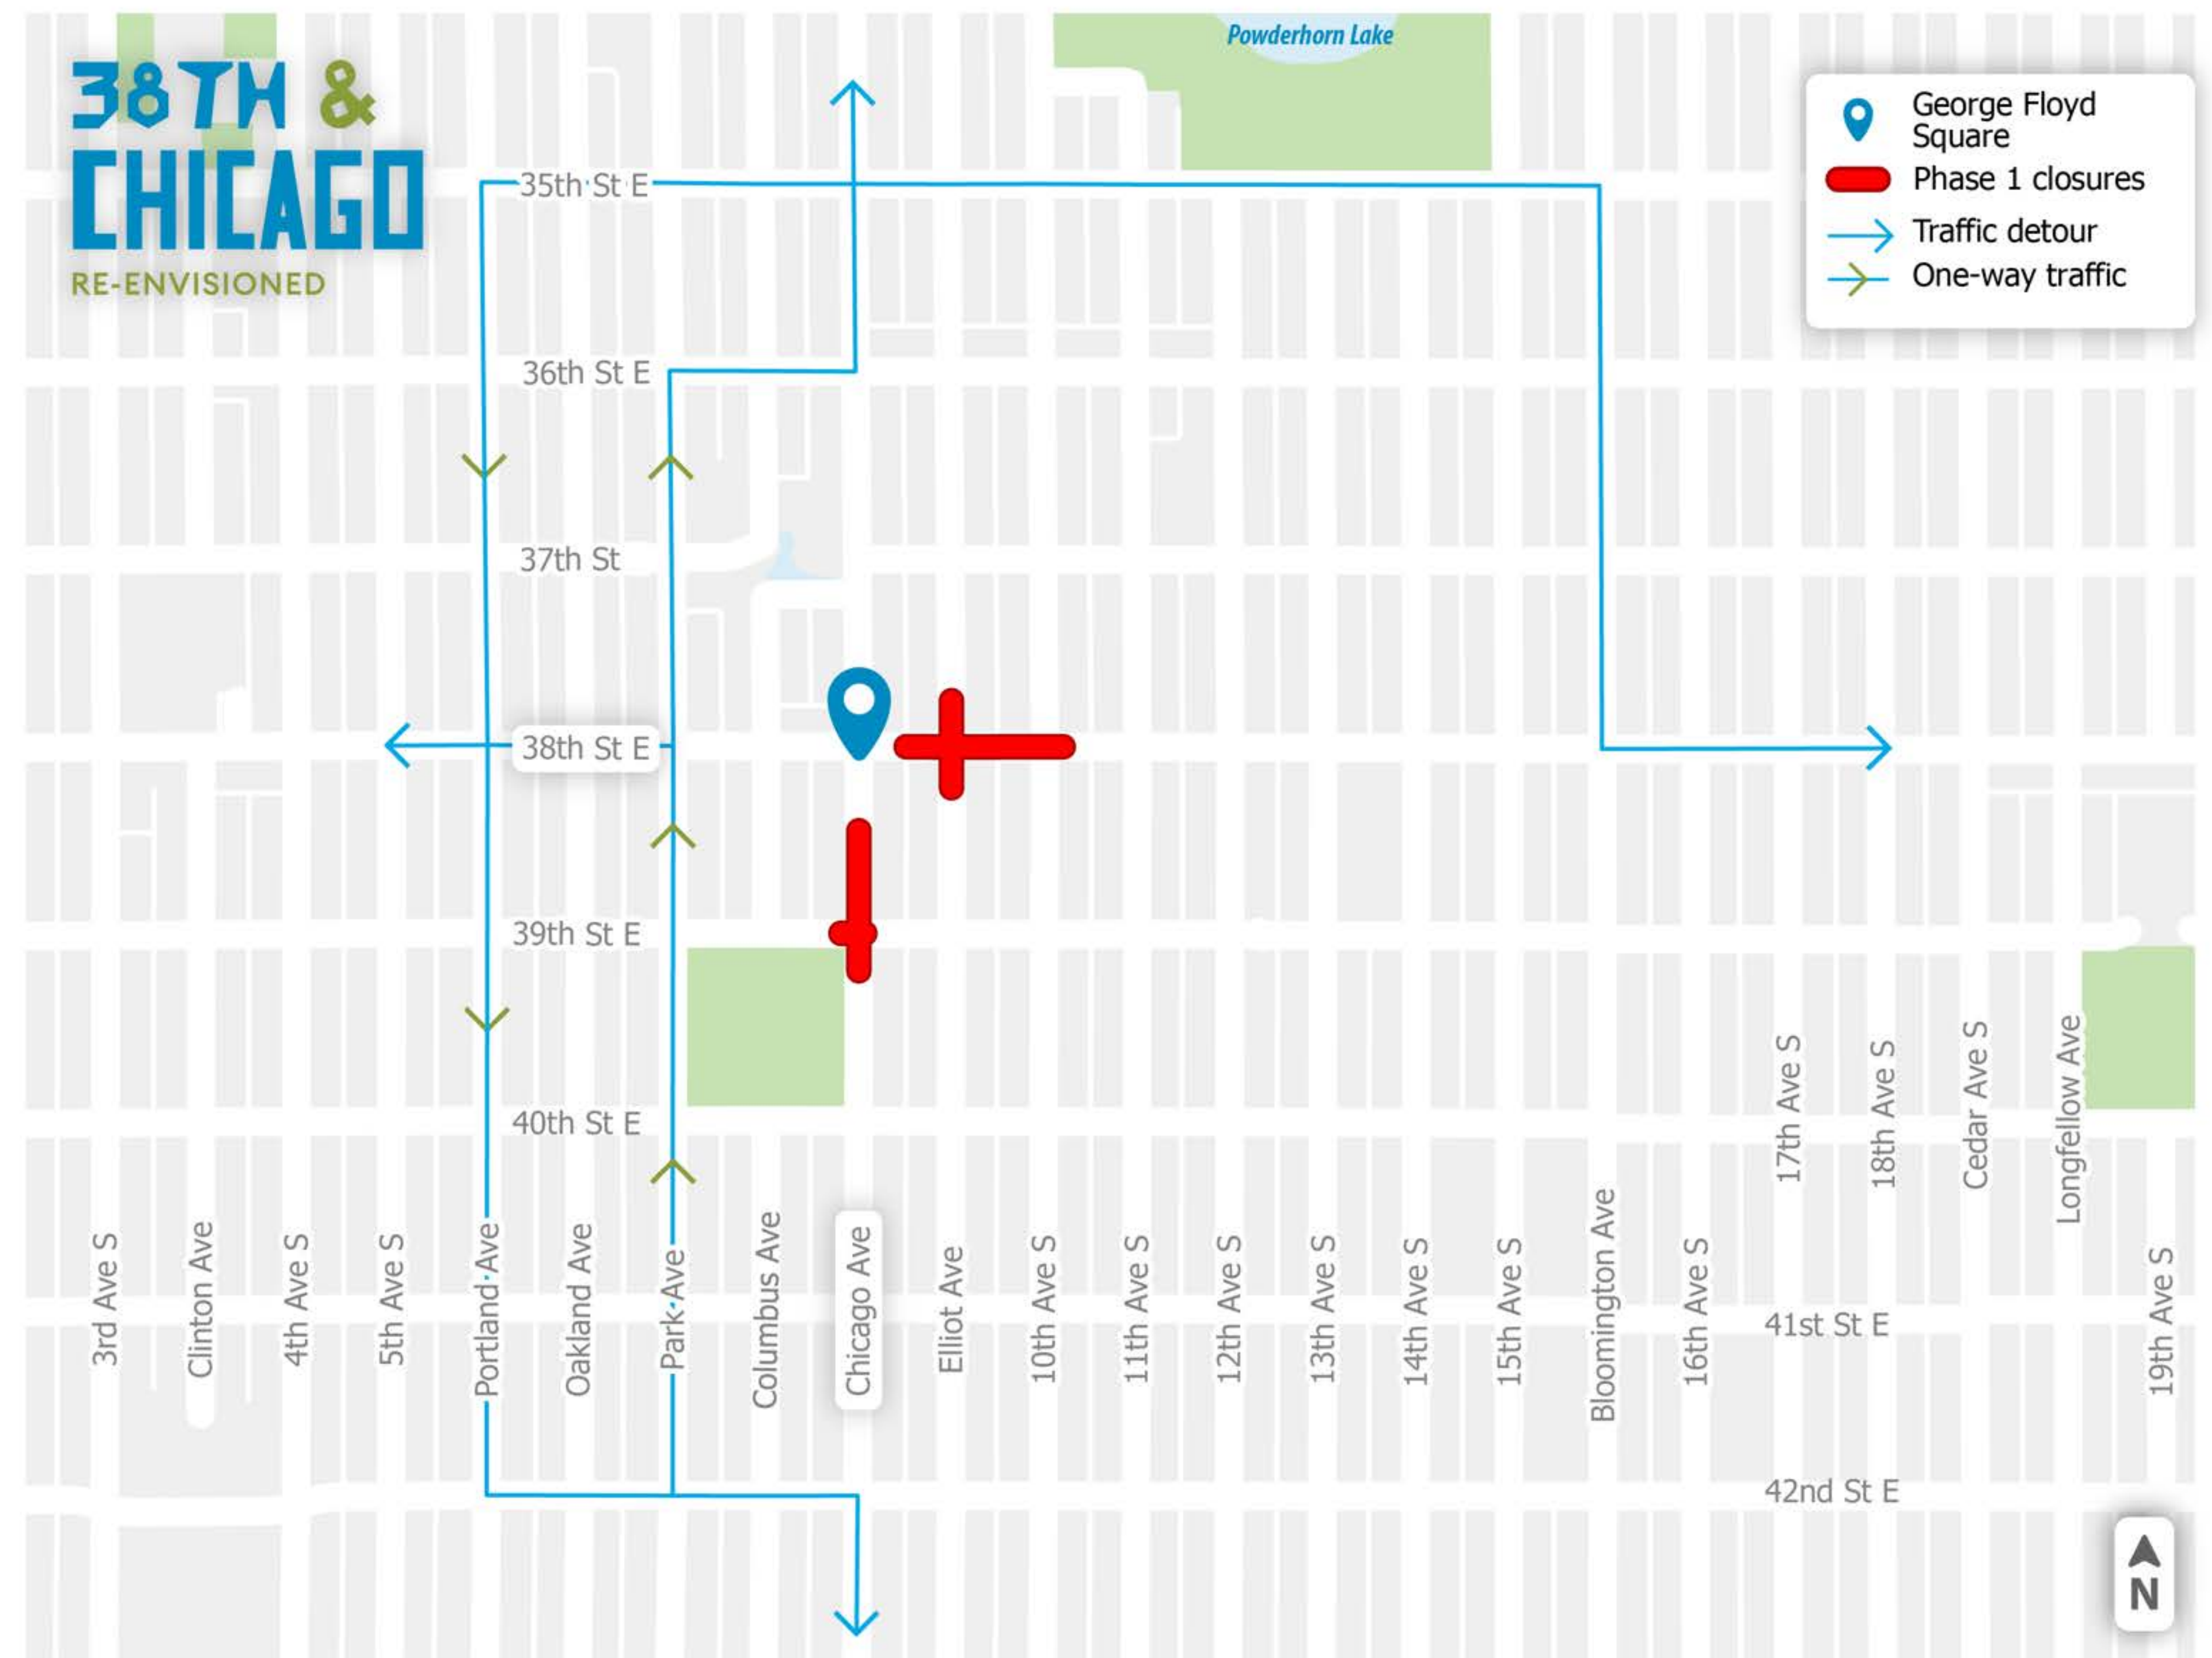 38TH &
CHICAGO
RE-ENVISIONED
Powderhorn Lake
George Floyd
Square
Phase 1 closures
Traffic detour
One-way traffic
35th St E
36th St E
37th St
38th St E
39th St E
40th St E
3rd Ave S
Clinton Ave
4th Ave S
5th Ave S
Portland Ave
Oakland Ave
Park Ave
Columbus Ave
Chicago Ave
Elliot Ave
10th Ave S
11th Ave S
12th Ave S
13th Ave S
14th Ave S
15th Ave S
Bloomington Ave
16th Ave S
17th Ave S
18th Ave S
Cedar Ave S
Longfellow Ave
19th Ave S
41st St E
42nd St E
N